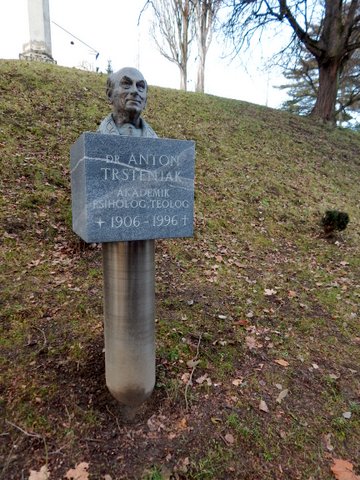 DR. ANTON
TRSTENJAK
AKADEMIK
PSIHOLOG, TEOLOG
+ 1906 - 1996 +